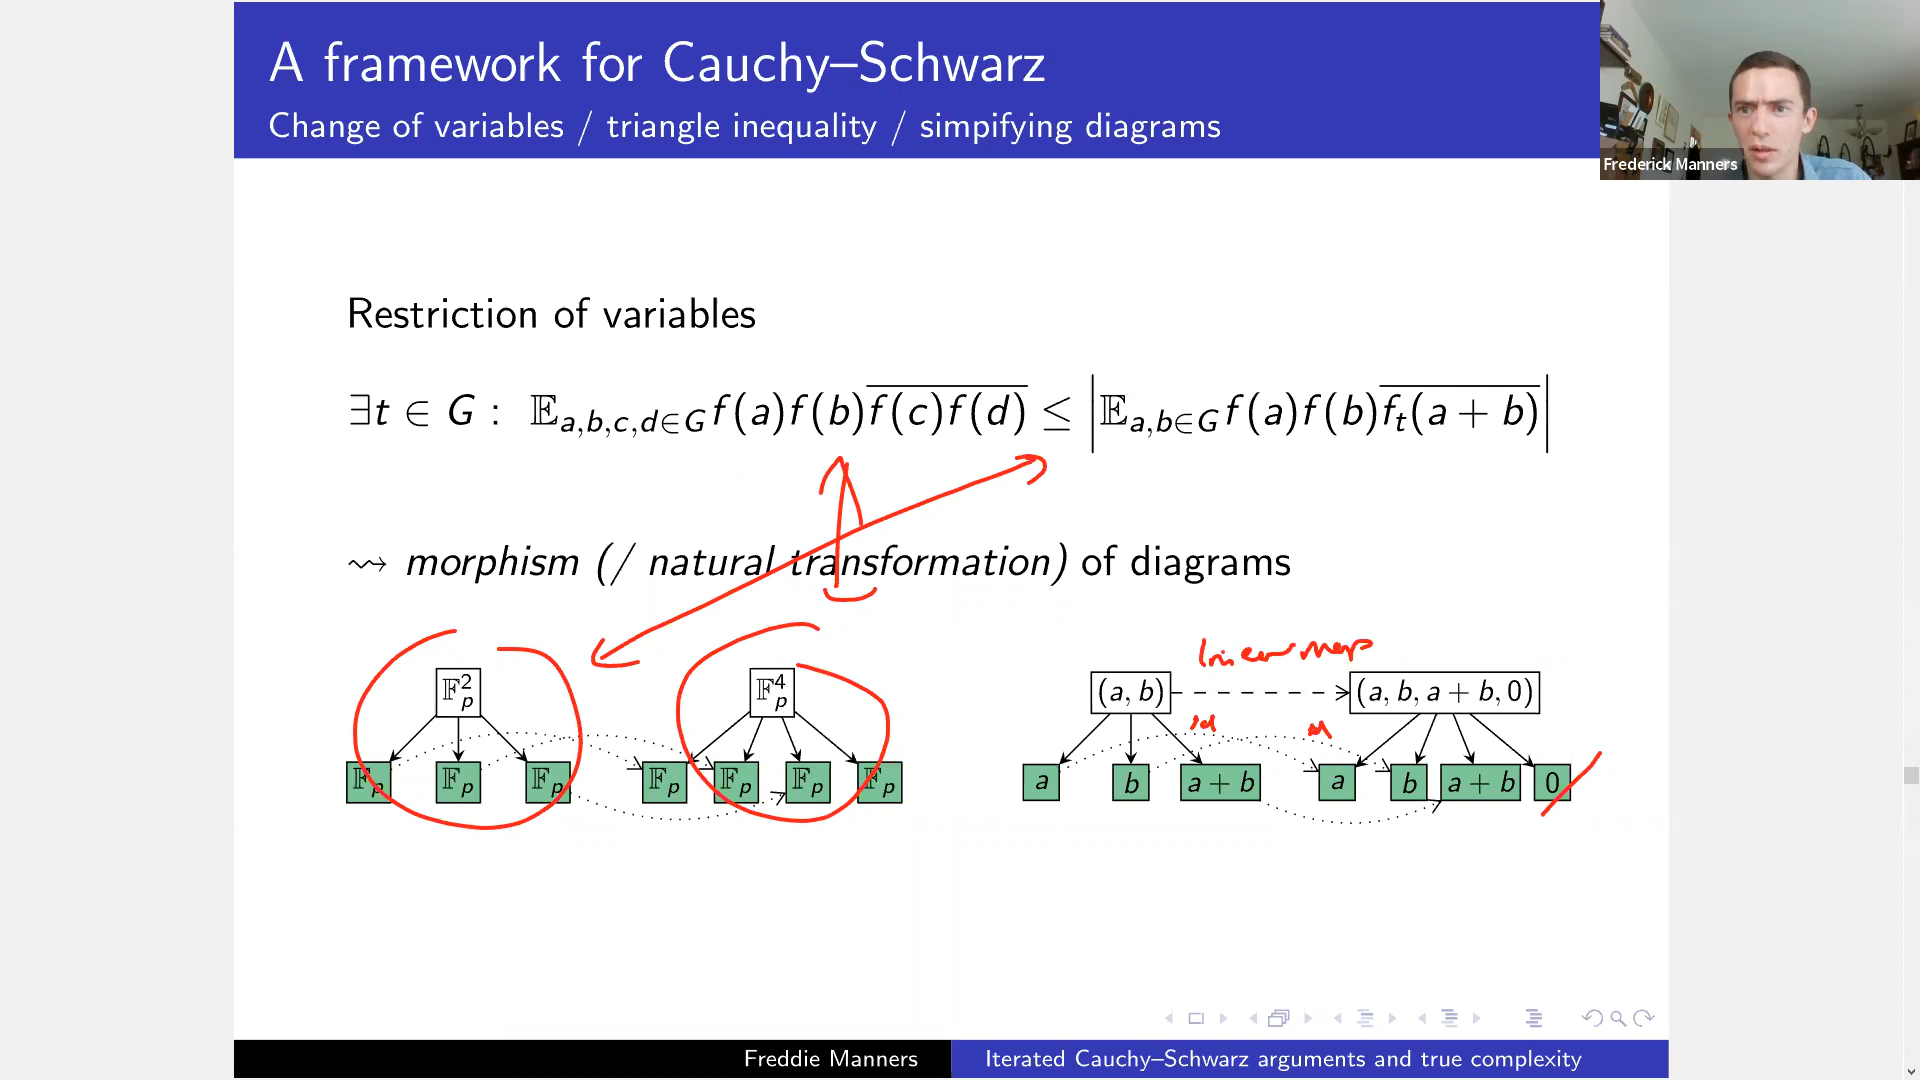 A framework for Cauchy–Schwarz
Change of variables / triangle inequality / simpifying diagrams
Frederick Manners
Restriction of variables
∃t ∈ G : 𝔼_{a,b,c,d∈G} f(a)f(b)\overline{f(c)f(d)} ≤ |𝔼_{a,b∈G} f(a)f(b)\overline{f_t(a + b)}|
⇝ morphism (/ natural transformation) of diagrams
linear map
𝔽_p^2 𝔽_p^4 (a, b) (a, b, a + b, 0)
id id
𝔽_p 𝔽_p 𝔽_p 𝔽_p 𝔽_p 𝔽_p 𝔽_p a b a + b a b a + b 0
Freddie Manners Iterated Cauchy–Schwarz arguments and true complexity